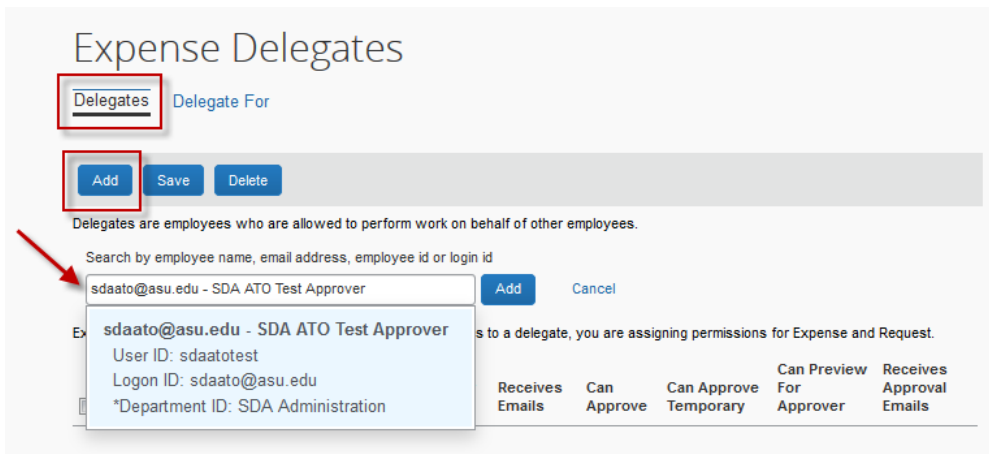 Expense Delegates
Delegates Delegate For
Add Save Delete
Delegates are employees who are allowed to perform work on behalf of other employees.
Search by employee name, email address, employee id or login id
sdaato@asu.edu - SDA ATO Test Approver Add Cancel
sdaato@asu.edu - SDA ATO Test Approver
User ID: sdaatotest
Logon ID: sdaato@asu.edu
*Department ID: SDA Administration
Ex s to a delegate, you are assigning permissions for Expense and Request.
Receives Emails
Can Approve
Can Approve Temporary
Can Preview For Approver
Receives Approval Emails